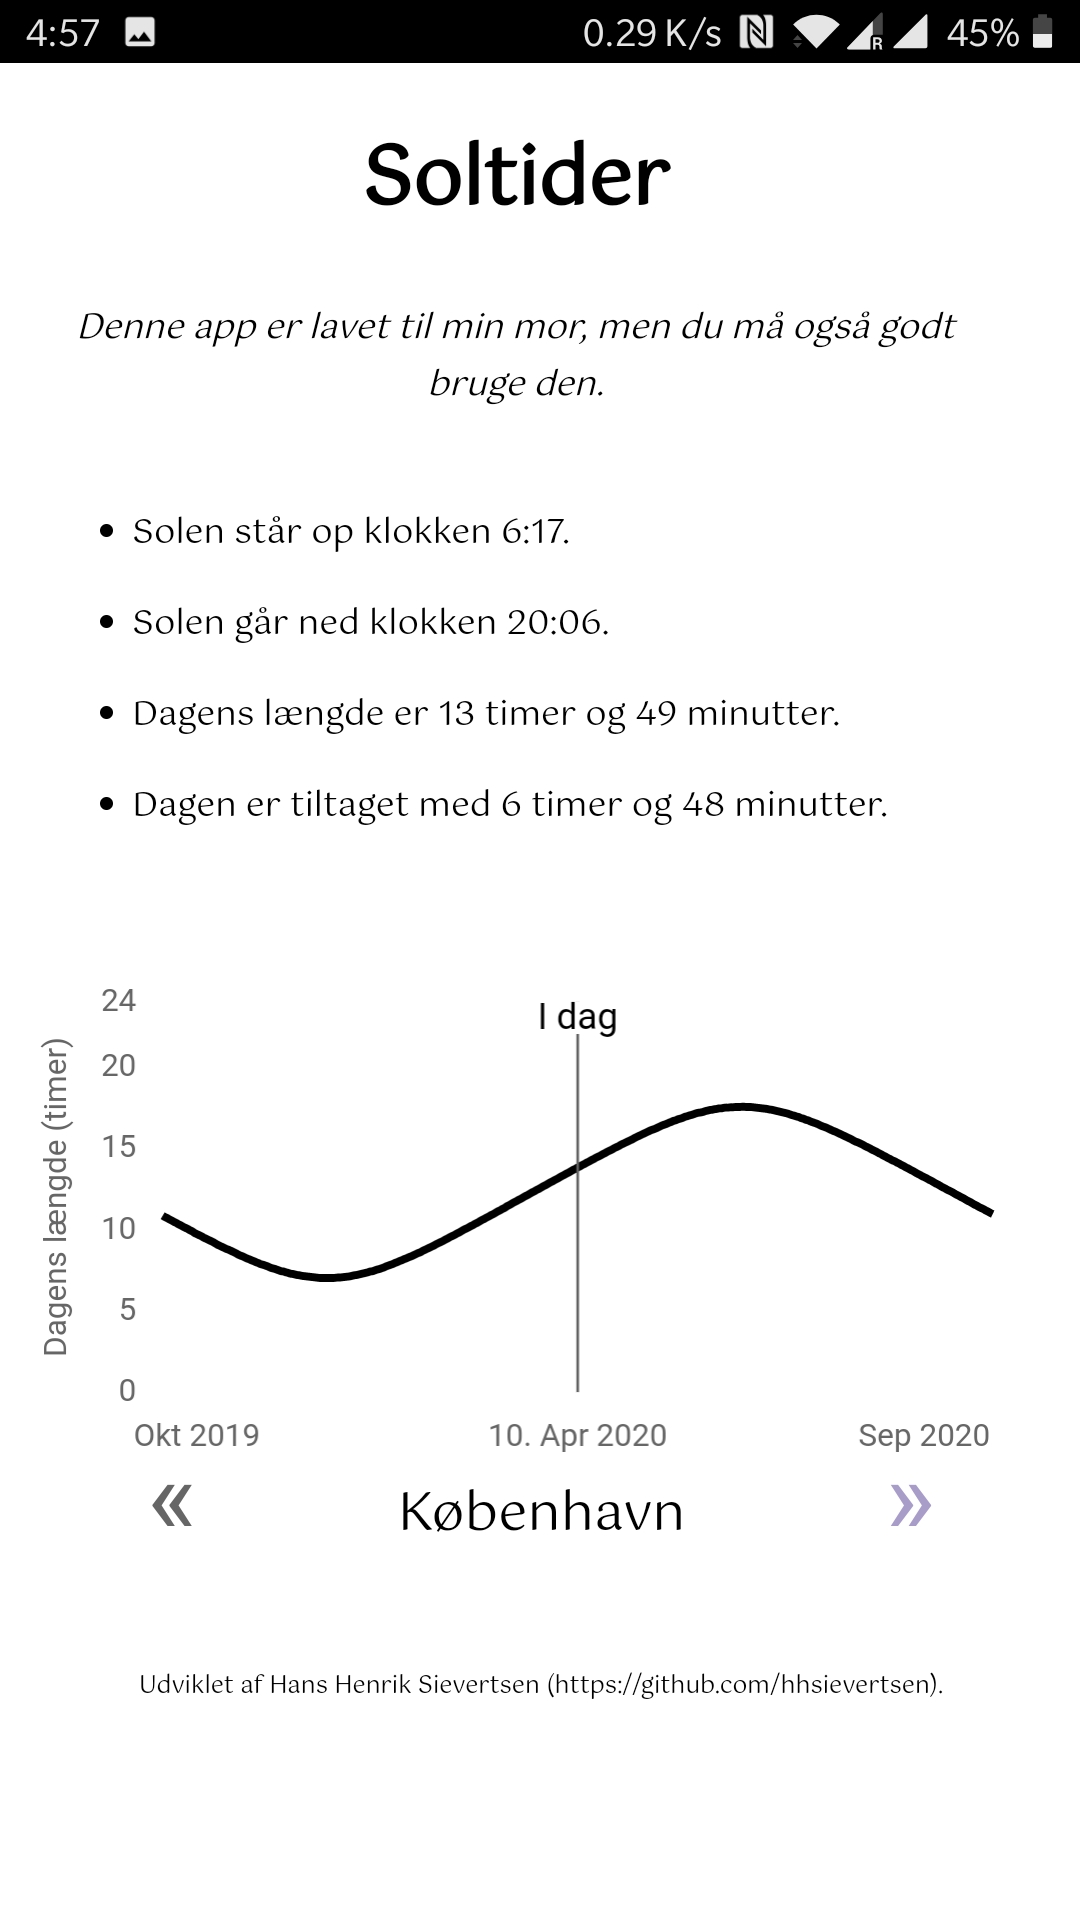 4:57 0.29 K/s R 45%
Soltider
Denne app er lavet til min mor, men du må også godt
bruge den.
• Solen står op klokken 6:17.
• Solen går ned klokken 20:06.
• Dagens længde er 13 timer og 49 minutter.
• Dagen er tiltaget med 6 timer og 48 minutter.
Dagens længde (timer)
24
20
15
10
5
0
I dag
Okt 2019 10. Apr 2020 Sep 2020
« København »
Udviklet af Hans Henrik Sievertsen (https://github.com/hhsievertsen).